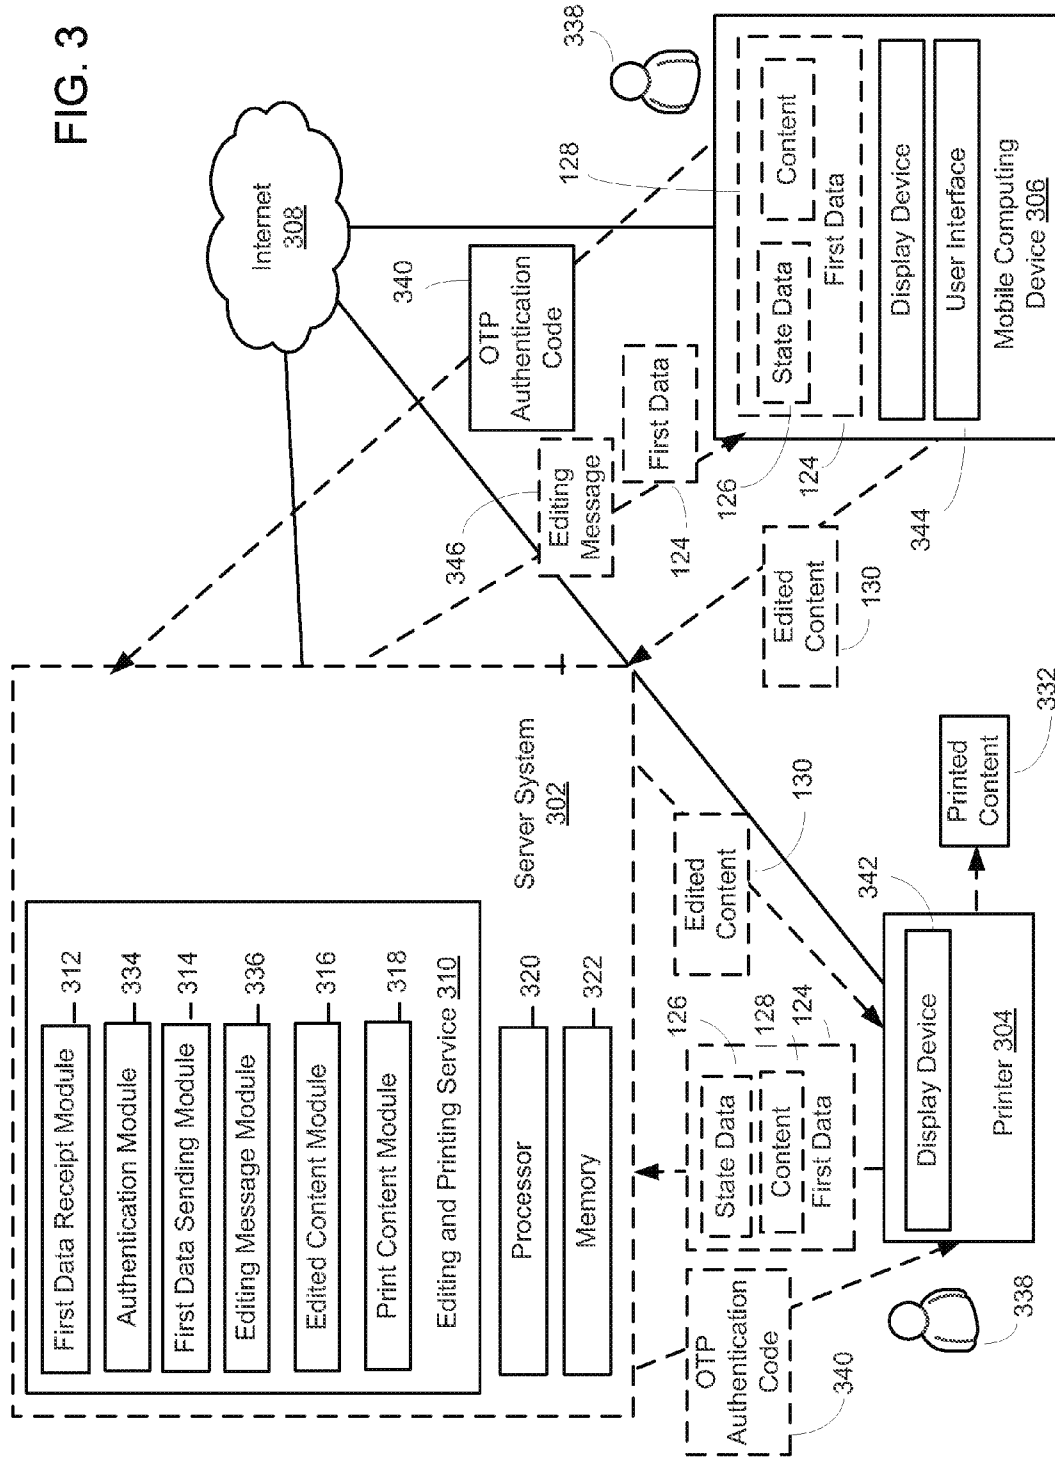 FIG. 3
First Data Receipt Module
312
Authentication Module
334
First Data Sending Module
314
Editing Message Module
336
Edited Content Module
316
Print Content Module
318
Editing and Printing Service 310
Processor
320
Memory
322
Server System
302
Internet
308
OTP
Authentication
Code
340
346
Editing
Message
First Data
124
338
128
Content
State Data
First Data
126
124
Display Device
User Interface
344
Mobile Computing
Device 306
Edited
Content
130
Edited
Content
130
OTP
Authentication
Code
340
State Data
126
Content
128
First Data
124
Display Device
342
Printer 304
338
Printed
Content
332